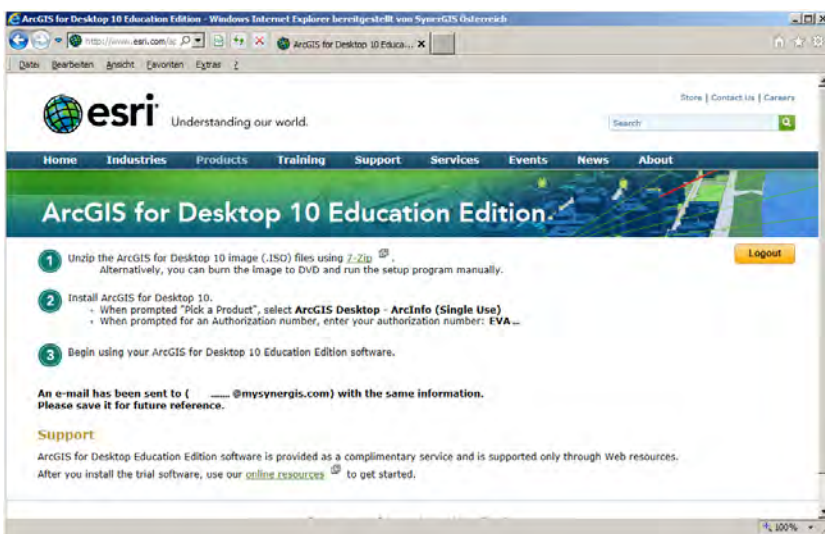 ArcGIS for Desktop 10 Education Edition - Windows Internet Explorer bereitgestellt von SynerGIS Österreich
ArcGIS for Desktop 10 Educa...
Datei Bearbeiten Ansicht Favoriten Extras ?
Store | Contact Us | Careers
esri Understanding our world.
Search
Home Industries Products Training Support Services Events News About
ArcGIS for Desktop 10 Education Edition
Logout
1 Unzip the ArcGIS for Desktop 10 image (.ISO) files using 7-Zip .
Alternatively, you can burn the image to DVD and run the setup program manually.
2 Install ArcGIS for Desktop 10.
- When prompted "Pick a Product", select ArcGIS Desktop - ArcInfo (Single Use)
- When prompted for an Authorization number, enter your authorization number: EVA...
3 Begin using your ArcGIS for Desktop 10 Education Edition software.
An e-mail has been sent to ( ...... @mysynergis.com) with the same information.
Please save it for future reference.
Support
ArcGIS for Desktop Education Edition software is provided as a complimentary service and is supported only through Web resources.
After you install the trial software, use our online resources to get started.
100%